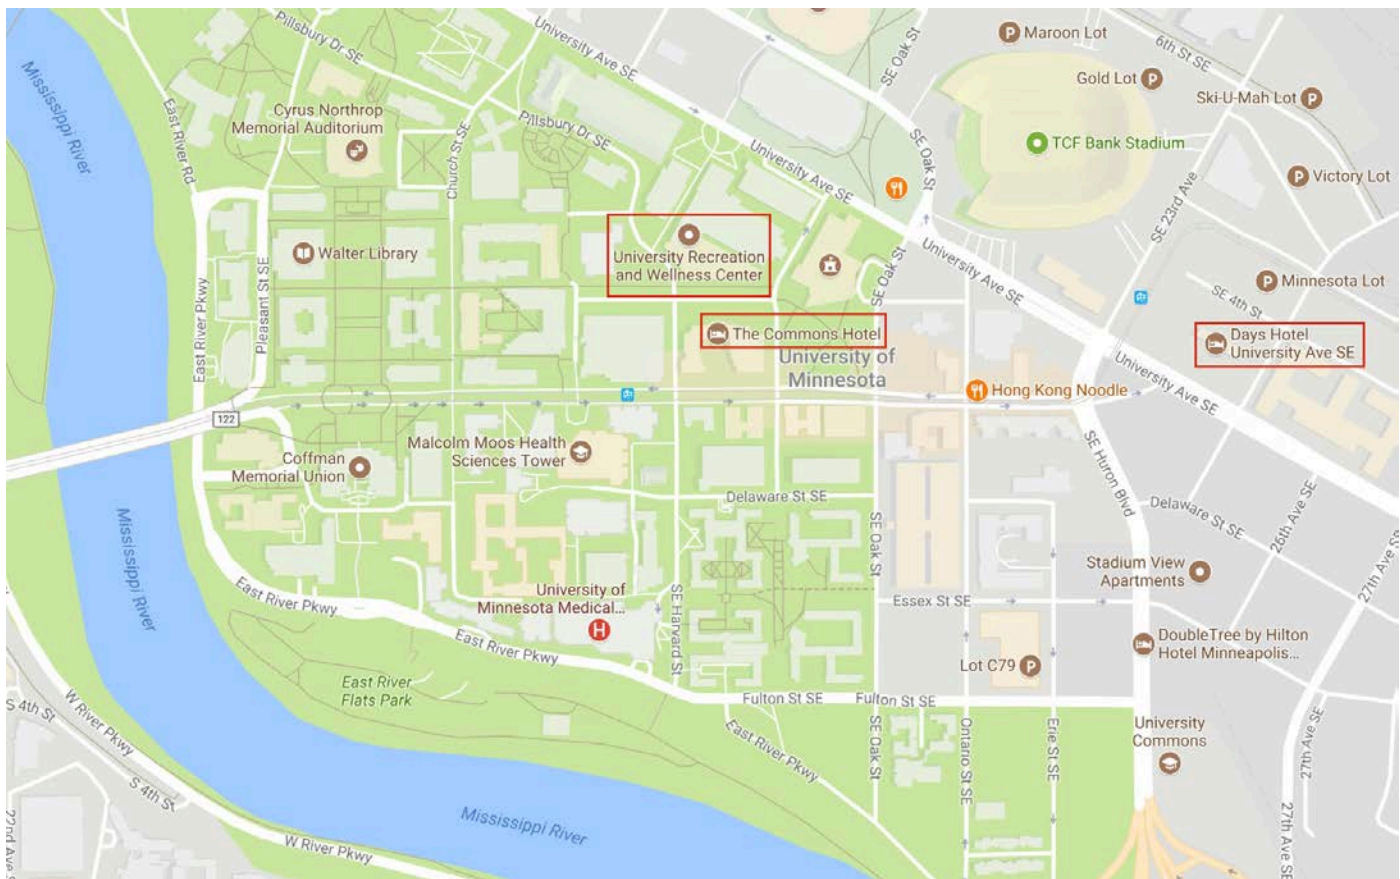 Pillsbury Dr SE
University Ave SE
SE Oak St
Maroon Lot
6th St SE
Gold Lot
Ski-U-Mah Lot
Mississippi River
East River Rd
Cyrus Northrop
Memorial Auditorium
Church St SE
Pillsbury Dr SE
University Ave SE
SE Oak St
TCF Bank Stadium
Victory Lot
SE 23rd Ave
Walter Library
University Recreation
and Wellness Center
SE Oak St
University Ave SE
Minnesota Lot
SE 4th St
East River Pkwy
Pleasant St SE
The Commons Hotel
Days Hotel
University Ave SE
University of
Minnesota
University Ave SE
Hong Kong Noodle
122
Malcolm Moos Health
Sciences Tower
Coffman
Memorial Union
SE Huron Blvd
Delaware St SE
Delaware St SE
26th Ave SE
27th Ave SE
Mississippi River
SE Oak St
Stadium View
Apartments
East River Pkwy
University of
Minnesota Medical...
H
SE Harvard St
Essex St SE
East River Pkwy
DoubleTree by Hilton
Hotel Minneapolis...
Lot C79
East River
Flats Park
Fulton St SE
Fulton St SE
S 4th St
W River Pkwy
East River Pkwy
SE Oak St
Ontario St SE
Erie St SE
University
Commons
27th Ave SE
S 4th St
Mississippi River
W River Pkwy
22nd Ave
27th Ave SE